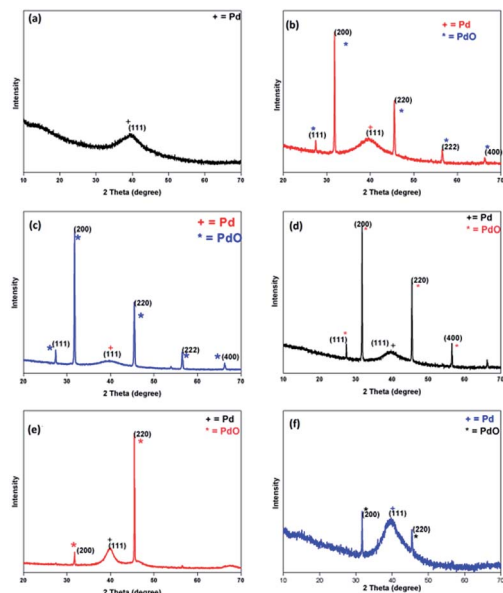 (a)
+ = Pd
+
(111)
Intensity
10 20 30 40 50 60 70
2 Theta (degree)
(b)
+ = Pd
* = PdO
(200)
*
(220)
*
+
(111)
*
(111)
*
(222)
*
(400)
Intensity
20 30 40 50 60 70
2 Theta (degree)
(c)
+ = Pd
* = PdO
(200)
*
(220)
*
* (111)
+
(111)
(222)
*
* (400)
Intensity
20 30 40 50 60 70
2 Theta (degree)
(d)
+ = Pd
* = PdO
(200)
*
(220)
*
(111) *
(111) +
(400)
*
Intensity
20 30 40 50 60 70
2 Theta (degree)
(e)
+ = Pd
* = PdO
(220)
*
* (200)
+
(111)
Intensity
20 30 40 50 60 70
2 Theta (degree)
(f)
+ = Pd
* = PdO
*
(200)
+
(111)
(220)
*
Intensity
10 20 30 40 50 60 70
2 Theta (degree)